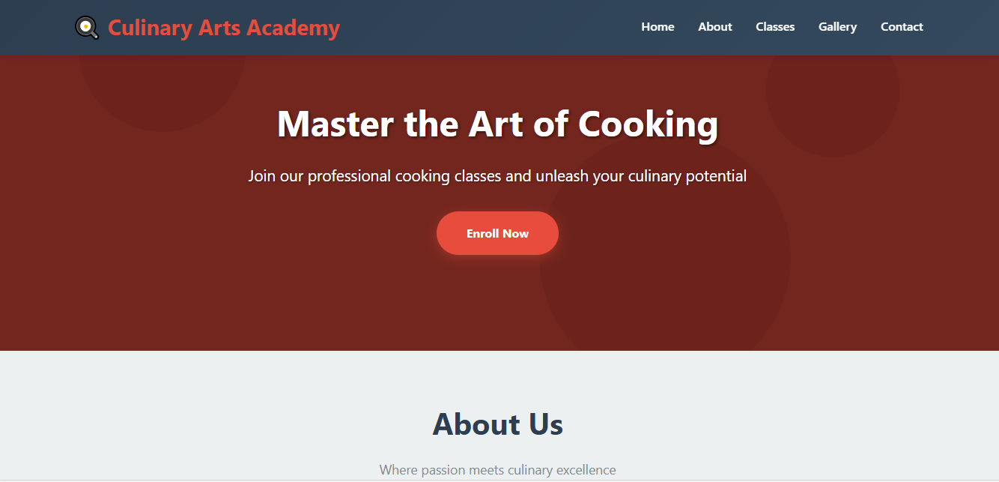 Culinary Arts Academy
Home About Classes Gallery Contact
Master the Art of Cooking
Join our professional cooking classes and unleash your culinary potential
Enroll Now
About Us
Where passion meets culinary excellence